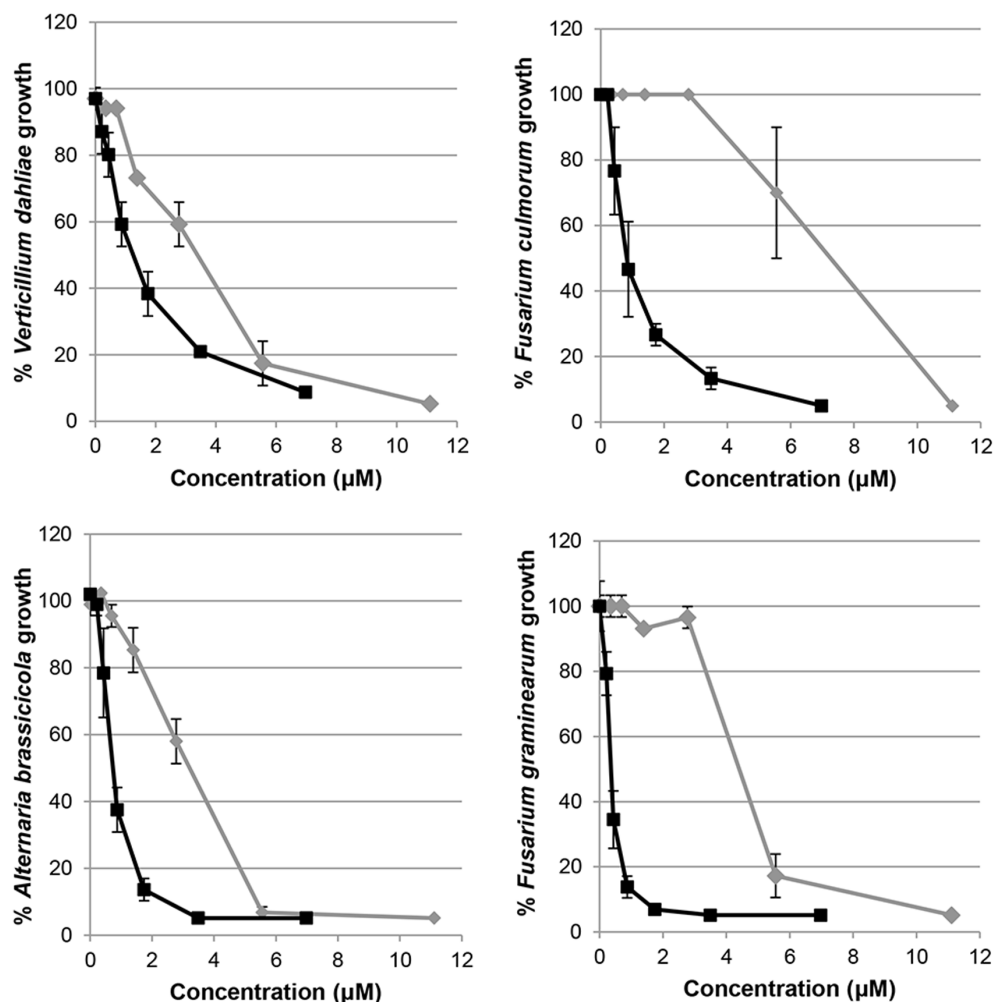 % Verticillium dahliae growth
120
100
80
60
40
20
0
0 2 4 6 8 10 12
Concentration (µM)
% Fusarium culmorum growth
120
100
80
60
40
20
0
0 2 4 6 8 10 12
Concentration (µM)
% Alternaria brassicicola growth
120
100
80
60
40
20
0
0 2 4 6 8 10 12
Concentration (µM)
% Fusarium graminearum growth
120
100
80
60
40
20
0
0 2 4 6 8 10 12
Concentration (µM)